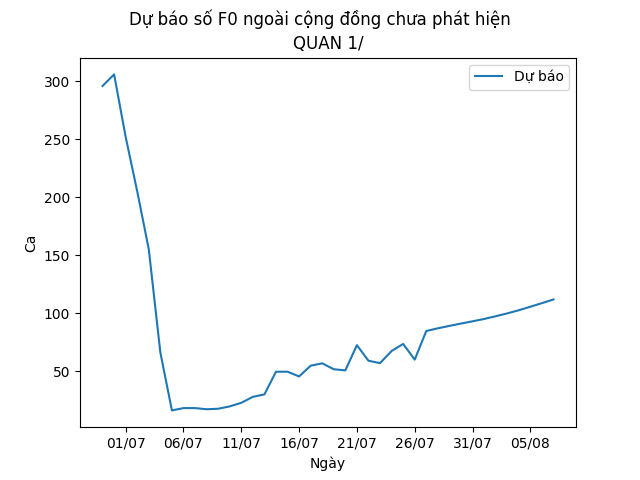 Dự báo số F0 ngoài cộng đồng chưa phát hiện
QUAN 1/
Dự báo
300
250
200
150
100
50
Ca
01/07 06/07 11/07 16/07 21/07 26/07 31/07 05/08
Ngày